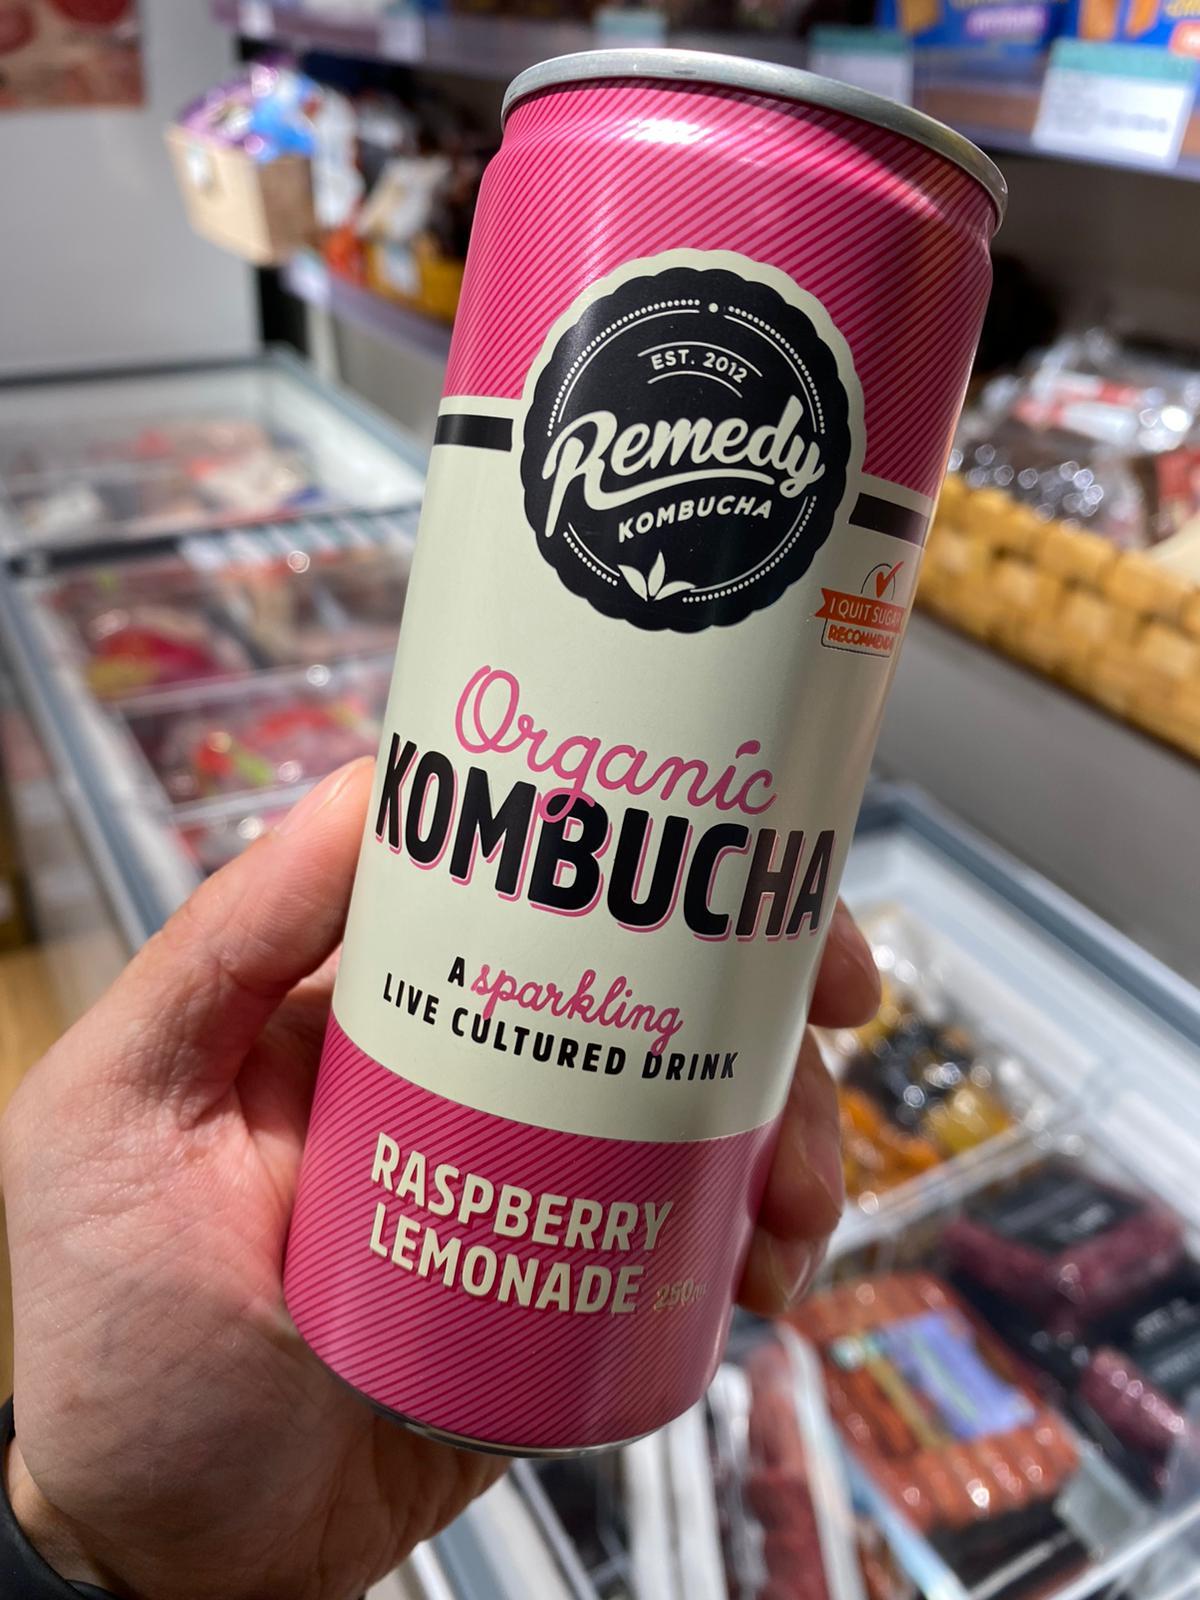 EST. 2012
Remedy
KOMBUCHA
I QUIT SUGAR
Organic
KOMBUCHA
A sparkling
LIVE CULTURED DRINK
RASPBERRY
LEMONADE